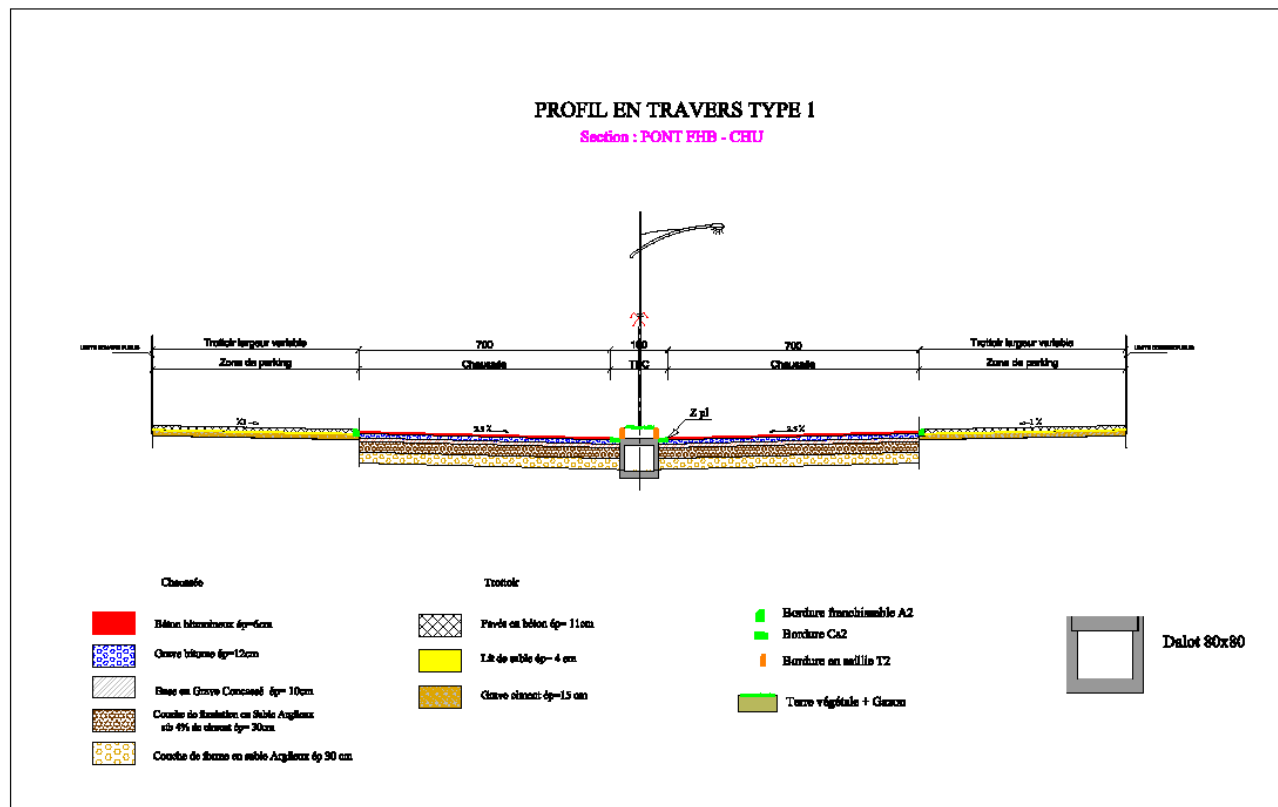 PROFIL EN TRAVERS TYPE 1
Section : PONT FHB - CHU
Trottoir largeur variable 700 100 700 Trottoir largeur variable
Zone de parking Chaussée TPC Chaussée Zone de parking
Z pl
2.5 % 2.5 % 1 %
Chaussée
Béton bitumineux ép=6cm
Grave bitume ép=12cm
Base en Grave Concassé ép= 10cm
Couche de fondation en Sable Argileux
ciment ép= 30cm
Couche de forme en sable Argileux ép 30 cm
Trottoir
Pavés en béton ép= 11cm
Lit de sable ép= 4 cm
Grave ciment ép=15 cm
Bordure franchissable A2
Bordure Cs2
Bordure en saillie T2
Terre végétale + Gazon
Dalot 80x80